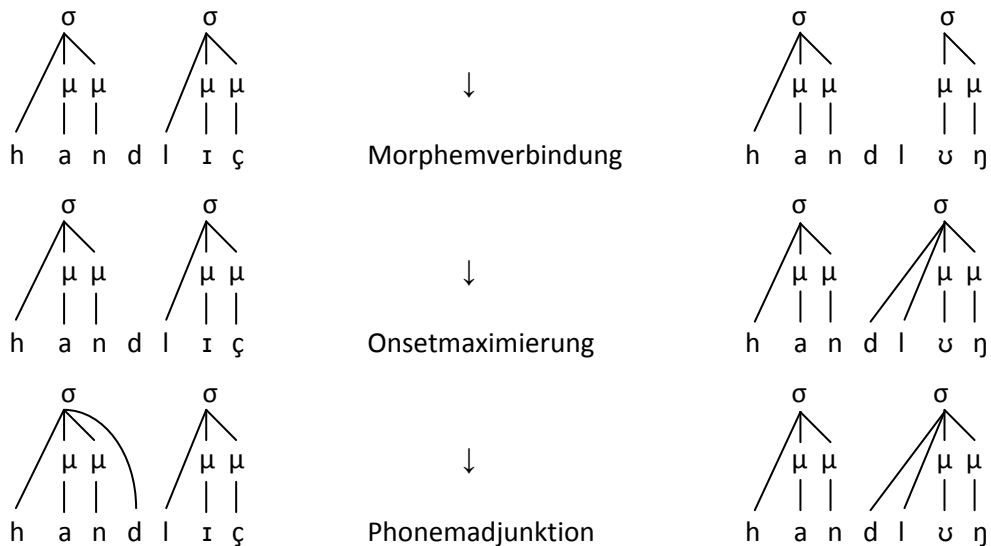 σ σ σ σ
μ μ μ μ ↓ μ μ μ μ
h a n d l ɪ ç Morphemverbindung h a n d l ʊ ŋ
σ σ σ σ
μ μ μ μ ↓ μ μ μ μ
h a n d l ɪ ç Onsetmaximierung h a n d l ʊ ŋ
σ σ σ σ
μ μ μ μ ↓ μ μ μ μ
h a n d l ɪ ç Phonemadjunktion h a n d l ʊ ŋ